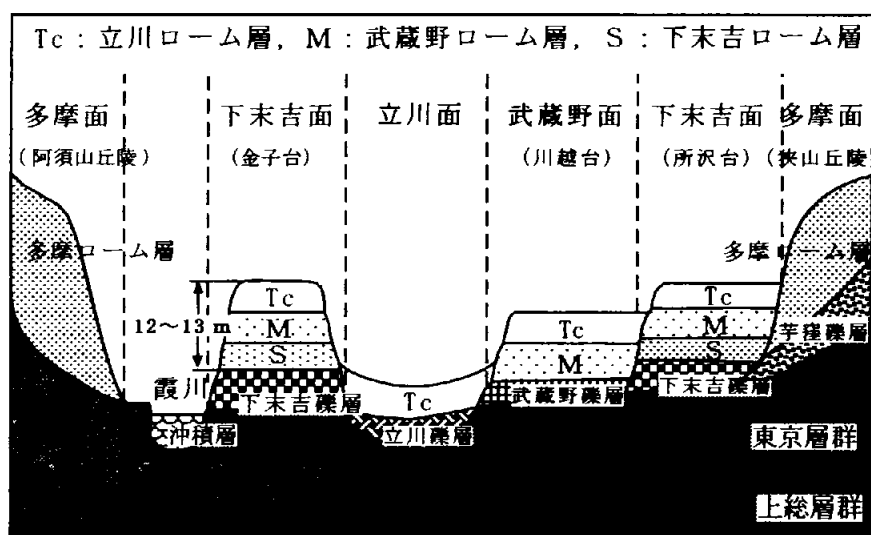 Tc：立川ローム層，M：武蔵野ローム層，S：下末吉ローム層
多摩面 下末吉面 立川面 武蔵野面 下末吉面 多摩面
(阿須山丘陵) (金子台) (川越台) (所沢台) (狭山丘陵)
多摩ローム層 多摩ローム層
Tc Tc
12〜13 m M Tc M 芋窪礫層
S M S
霞川 下末吉礫層 Tc 武蔵野礫層 下末吉礫層
沖積層 立川礫層 東京層群
上総層群